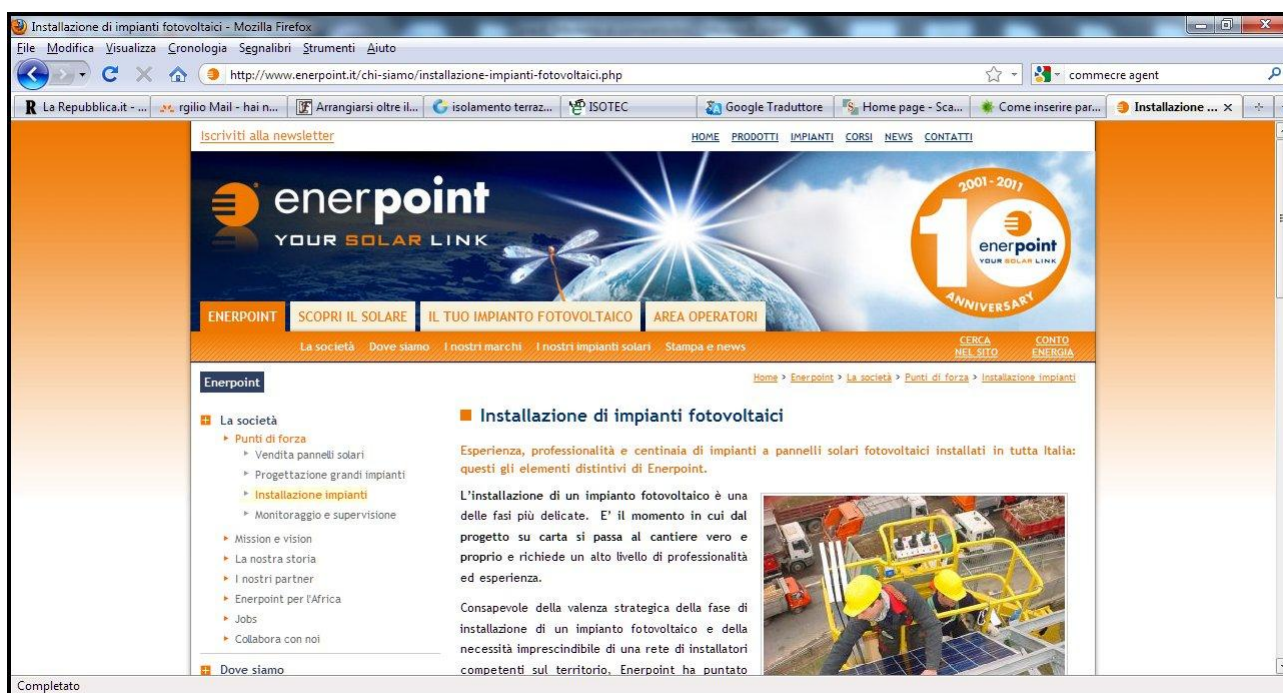 Installazione di impianti fotovoltaici - Mozilla Firefox
File Modifica Visualizza Cronologia Segnalibri Strumenti Aiuto
http://www.enerpoint.it/chi-siamo/installazione-impianti-fotovoltaici.php
commecre agent
La Repubblica.it - ... rgilio Mail - hai n... Arrangiarsi oltre il... isolamento terraz... ISOTEC Google Traduttore Home page - Sca... Come inserire par... Installazione ...
Iscriviti alla newsletter
HOME PRODOTTI IMPIANTI CORSI NEWS CONTATTI
enerpoint
YOUR SOLAR LINK
2001 - 2011
10
enerpoint
YOUR SOLAR LINK
ANNIVERSARY
ENERPOINT SCOPRI IL SOLARE IL TUO IMPIANTO FOTOVOLTAICO AREA OPERATORI
La società Dove siamo I nostri marchi I nostri impianti solari Stampa e news
CERCA
NEL SITO
CONTO
ENERGIA
Enerpoint
Home > Enerpoint > La società > Punti di forza > Installazione impianti
La società
Punti di forza
Vendita pannelli solari
Progettazione grandi impianti
Installazione impianti
Monitoraggio e supervisione
Mission e vision
La nostra storia
I nostri partner
Enerpoint per l'Africa
Jobs
Collabora con noi
Dove siamo
Installazione di impianti fotovoltaici
Esperienza, professionalità e centinaia di impianti a pannelli solari fotovoltaici installati in tutta Italia:
questi gli elementi distintivi di Enerpoint.
L'installazione di un impianto fotovoltaico è una
delle fasi più delicate. E' il momento in cui dal
progetto su carta si passa al cantiere vero e
proprio e richiede un alto livello di professionalità
ed esperienza.
Consapevole della valenza strategica della fase di
installazione di un impianto fotovoltaico e della
necessità imprescindibile di una rete di installatori
competenti sul territorio, Enerpoint ha puntato
Completato